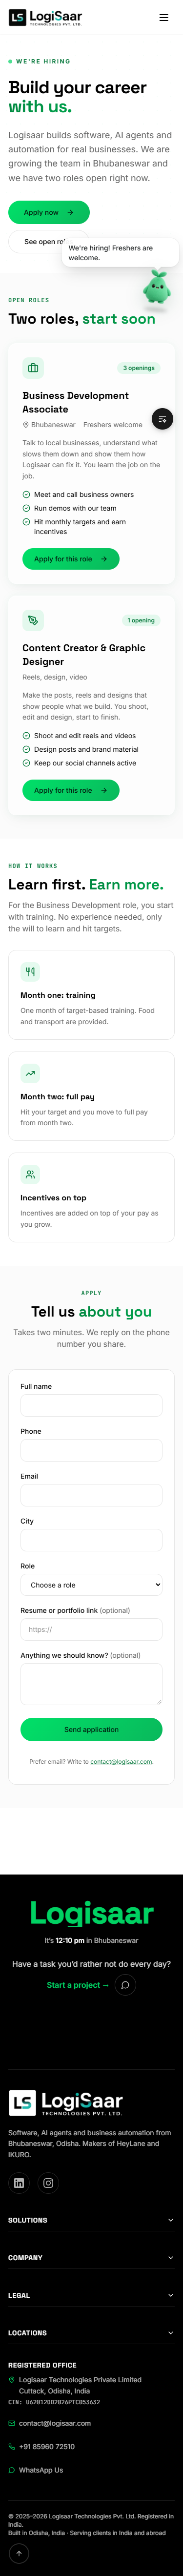 LS LogiSaar
TECHNOLOGIES PVT. LTD.
WE'RE HIRING
Build your career
with us.
Logisaar builds software, AI agents and
automation for real businesses. We are
growing the team in Bhubaneswar and
we have two roles open right now.
Apply now →
See open rol
We're hiring! Freshers are
welcome.
OPEN ROLES
Two roles, start soon
3 openings
Business Development
Associate
Bhubaneswar Freshers welcome
Talk to local businesses, understand what
slows them down and show them how
Logisaar can fix it. You learn the job on the
job.
Meet and call business owners
Run demos with our team
Hit monthly targets and earn
incentives
Apply for this role →
1 opening
Content Creator & Graphic
Designer
Reels, design, video
Make the posts, reels and designs that
show people what we build. You shoot,
edit and design, start to finish.
Shoot and edit reels and videos
Design posts and brand material
Keep our social channels active
Apply for this role →
HOW IT WORKS
Learn first. Earn more.
For the Business Development role, you start
with training. No experience needed, only
the will to learn and hit targets.
Month one: training
One month of target-based training. Food
and transport are provided.
Month two: full pay
Hit your target and you move to full pay
from month two.
Incentives on top
Incentives are added on top of your pay as
you grow.
APPLY
Tell us about you
Takes two minutes. We reply on the phone
number you share.
Full name
Phone
Email
City
Role
Choose a role
Resume or portfolio link (optional)
https://
Anything we should know? (optional)
Send application
Prefer email? Write to contact@logisaar.com.
Logisaar
It's 12:10 pm in Bhubaneswar
Have a task you'd rather not do every day?
Start a project →
LS LogiSaar
TECHNOLOGIES PVT. LTD.
Software, AI agents and business automation from
Bhubaneswar, Odisha. Makers of HeyLane and
IKURO.
SOLUTIONS
COMPANY
LEGAL
LOCATIONS
REGISTERED OFFICE
Logisaar Technologies Private Limited
Cuttack, Odisha, India
CIN: U62012OD2026PTC053632
contact@logisaar.com
+91 85960 72510
WhatsApp Us
© 2025–2026 Logisaar Technologies Pvt. Ltd. Registered in
India.
Built in Odisha, India · Serving clients in India and abroad